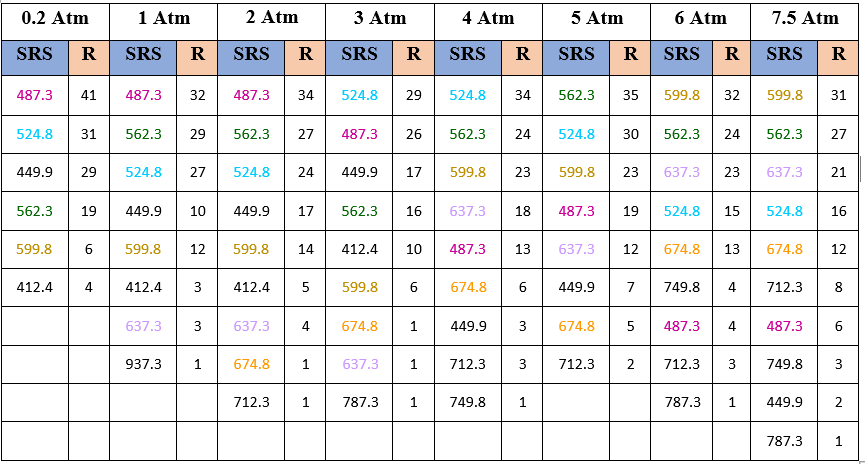 0.2 Atm 1 Atm 2 Atm 3 Atm 4 Atm 5 Atm 6 Atm 7.5 Atm
SRS R SRS R SRS R SRS R SRS R SRS R SRS R SRS R
487.3 41 487.3 32 487.3 34 524.8 29 524.8 34 562.3 35 599.8 32 599.8 31
524.8 31 562.3 29 562.3 27 487.3 26 562.3 24 524.8 30 562.3 24 562.3 27
449.9 29 524.8 27 524.8 24 449.9 17 599.8 23 599.8 23 637.3 23 637.3 21
562.3 19 449.9 10 449.9 17 562.3 16 637.3 18 487.3 19 524.8 15 524.8 16
599.8 6 599.8 12 599.8 14 412.4 10 487.3 13 637.3 12 674.8 13 674.8 12
412.4 4 412.4 3 412.4 5 599.8 6 674.8 6 449.9 7 749.8 4 712.3 8
637.3 3 637.3 4 674.8 1 449.9 3 674.8 5 487.3 4 487.3 6
937.3 1 674.8 1 637.3 1 712.3 3 712.3 2 712.3 3 749.8 3
712.3 1 787.3 1 749.8 1 787.3 1 449.9 2
787.3 1